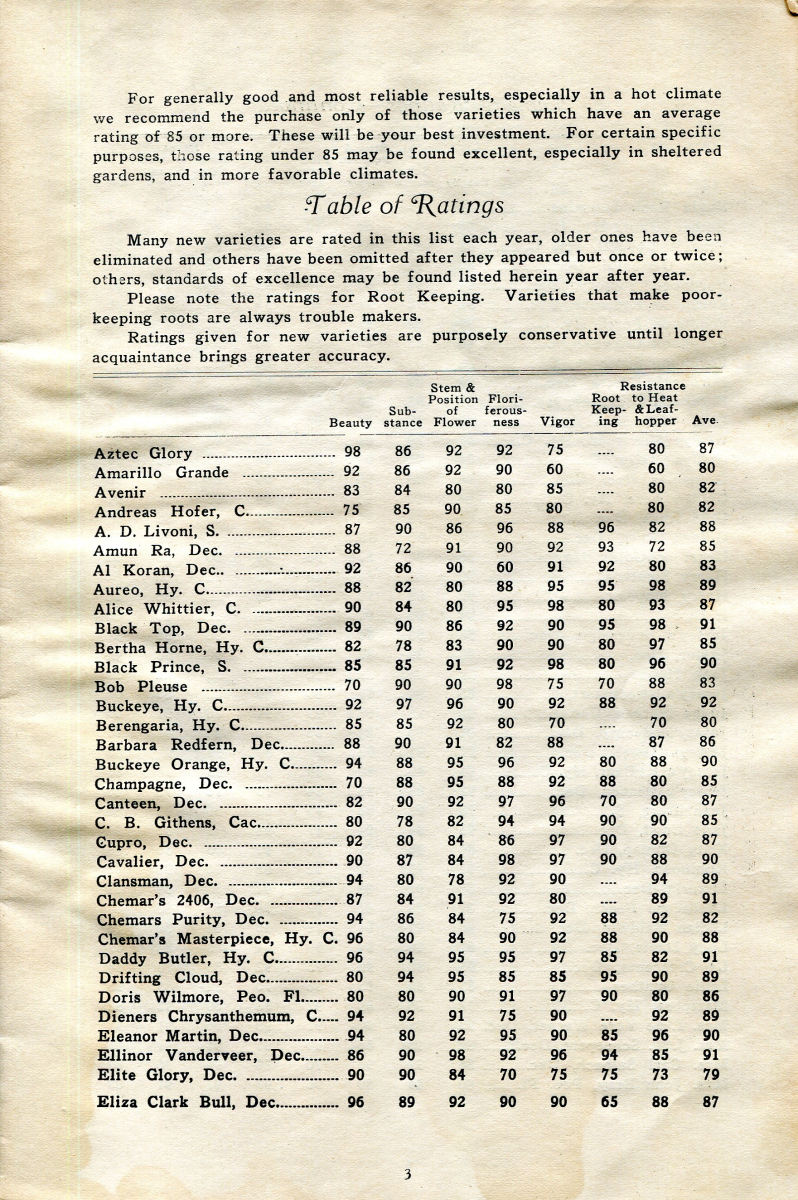 For generally good and most reliable results, especially in a hot climate
we recommend the purchase only of those varieties which have an average
rating of 85 or more. These will be your best investment. For certain specific
purposes, those rating under 85 may be found excellent, especially in sheltered
gardens, and in more favorable climates.
Table of Ratings
Many new varieties are rated in this list each year, older ones have been
eliminated and others have been omitted after they appeared but once or twice;
others, standards of excellence may be found listed herein year after year.
Please note the ratings for Root Keeping. Varieties that make poor-
keeping roots are always trouble makers.
Ratings given for new varieties are purposely conservative until longer
acquaintance brings greater accuracy.
Beauty Sub-stance Stem & Position of Flower Flori-ferous-ness Vigor Root Keep-ing Resistance to Heat & Leaf-hopper Ave.
Aztec Glory ........ 98 86 92 92 75 .... 80 87
Amarillo Grande ........ 92 86 92 90 60 .... 60 80
Avenir ........ 83 84 80 80 85 .... 80 82
Andreas Hofer, C. ........ 75 85 90 85 80 .... 80 82
A. D. Livoni, S. ........ 87 90 86 96 88 96 82 88
Amun Ra, Dec. ........ 88 72 91 90 92 93 72 85
Al Koran, Dec.. ........ 92 86 90 60 91 92 80 83
Aureo, Hy. C. ........ 88 82 80 88 95 95 98 89
Alice Whittier, C. ........ 90 84 80 95 98 80 93 87
Black Top, Dec. ........ 89 90 86 92 90 95 98 91
Bertha Horne, Hy. C. ........ 82 78 83 90 90 80 97 85
Black Prince, S. ........ 85 85 91 92 98 80 96 90
Bob Pleuse ........ 70 90 90 98 75 70 88 83
Buckeye, Hy. C. ........ 92 97 96 90 92 88 92 92
Berengaria, Hy. C. ........ 85 85 92 80 70 .... 70 80
Barbara Redfern, Dec. ........ 88 90 91 82 88 .... 87 86
Buckeye Orange, Hy. C. ........ 94 88 95 96 92 80 88 90
Champagne, Dec. ........ 70 88 95 88 92 88 80 85
Canteen, Dec. ........ 82 90 92 97 96 70 80 87
C. B. Githens, Cac. ........ 80 78 82 94 94 90 90 85
Cupro, Dec. ........ 92 80 84 86 97 90 82 87
Cavalier, Dec. ........ 90 87 84 98 97 90 88 90
Clansman, Dec. ........ 94 80 78 92 90 .... 94 89
Chemar's 2406, Dec. ........ 87 84 91 92 80 .... 89 91
Chemars Purity, Dec. ........ 94 86 84 75 92 88 92 82
Chemar's Masterpiece, Hy. C. 96 80 84 90 92 88 90 88
Daddy Butler, Hy. C. ........ 96 94 95 95 97 85 82 91
Drifting Cloud, Dec. ........ 80 94 95 85 85 95 90 89
Doris Wilmore, Peo. Fl. ........ 80 80 90 91 97 90 80 86
Dieners Chrysanthemum, C. .... 94 92 91 75 90 .... 92 89
Eleanor Martin, Dec. ........ 94 80 92 95 90 85 96 90
Ellinor Vanderveer, Dec. ........ 86 90 98 92 96 94 85 91
Elite Glory, Dec. ........ 90 90 84 70 75 75 73 79
Eliza Clark Bull, Dec. ........ 96 89 92 90 90 65 88 87
3